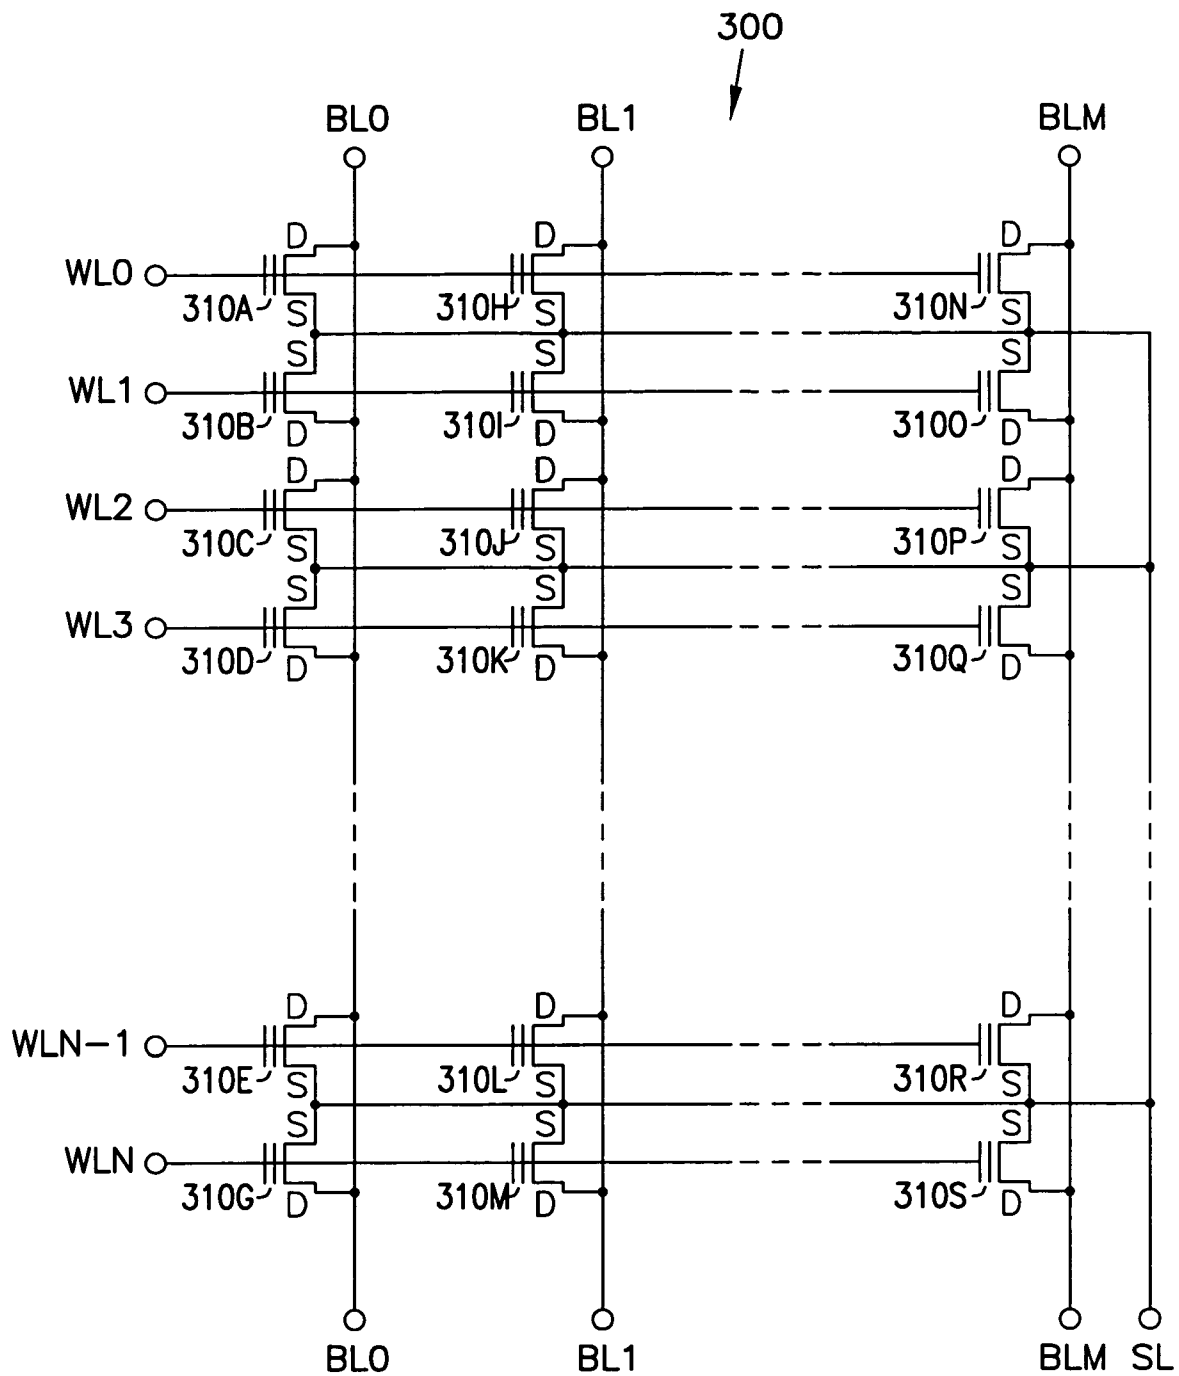 300
BL0 BL1 BLM
D D D
WL0
310A S 310H S 310N S
S S S
WL1
310B D 310I D 310O D
D D D
WL2
310C S 310J S 310P S
S S S
WL3
310D D 310K D 310Q D
D D D
WLN-1
310E S 310L S 310R S
S S S
WLN
310G D 310M D 310S D
BL0 BL1 BLM SL